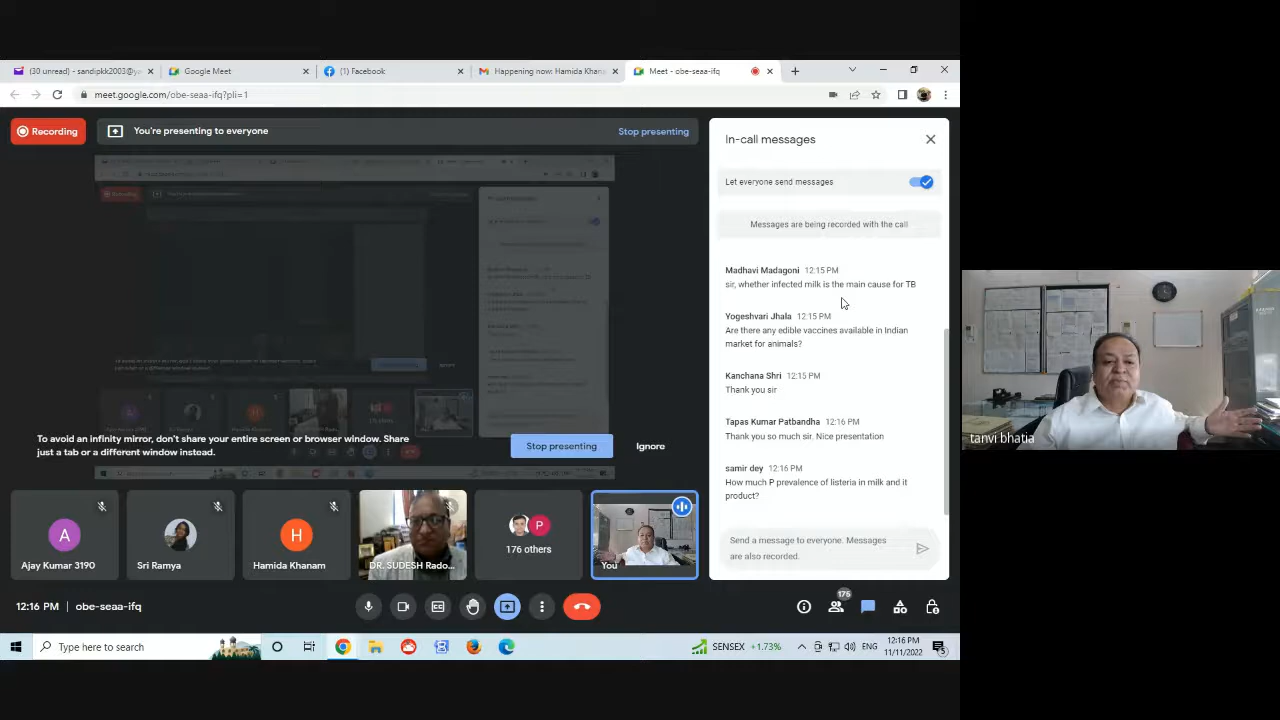 (30 unread) - sandipkk2003@y
Google Meet
(1) Facebook
Happening now: Hamida Khana
Meet - obe-seaa-ifq
meet.google.com/obe-seaa-ifq?pli=1
Recording
You're presenting to everyone
Stop presenting
In-call messages
Let everyone send messages
Messages are being recorded with the call
Madhavi Madagoni 12:15 PM
sir, whether infected milk is the main cause for TB
Yogeshvari Jhala 12:15 PM
Are there any edible vaccines available in Indian
market for animals?
Kanchana Shri 12:15 PM
Thank you sir
Tapas Kumar Patbandha 12:16 PM
Thank you so much sir. Nice presentation
samir dey 12:16 PM
How much P prevalence of listeria in milk and it
product?
Send a message to everyone. Messages
are also recorded.
To avoid an infinity mirror, don't share your entire screen or browser window. Share
just a tab or a different window instead.
Stop presenting
Ignore
A
Ajay Kumar 3190
Sri Ramya
H
Hamida Khanam
DR. SUDESH Rado...
P
176 others
You
tanvi bhatia
12:16 PM | obe-seaa-ifq
176
Type here to search
SENSEX +1.73%
ENG
12:16 PM
11/11/2022
5